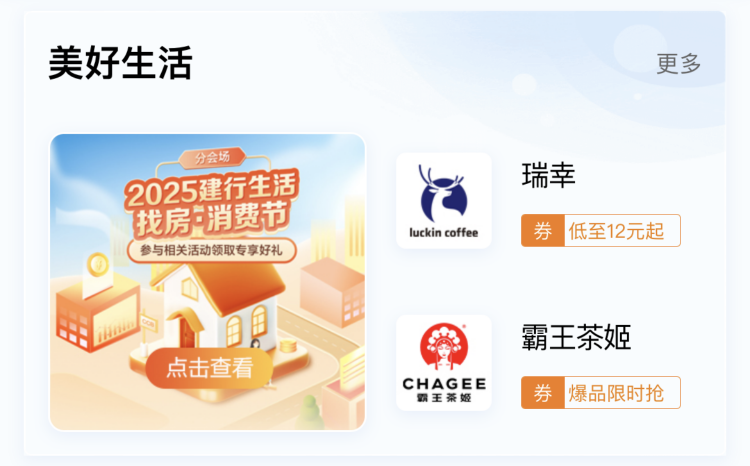 美好生活
更多
分会场
2025建行生活
找房·消费节
参与相关活动领取专享好礼
点击查看
luckin coffee
瑞幸
券 低至12元起
CHAGEE
霸王茶姬
霸王茶姬
券 爆品限时抢